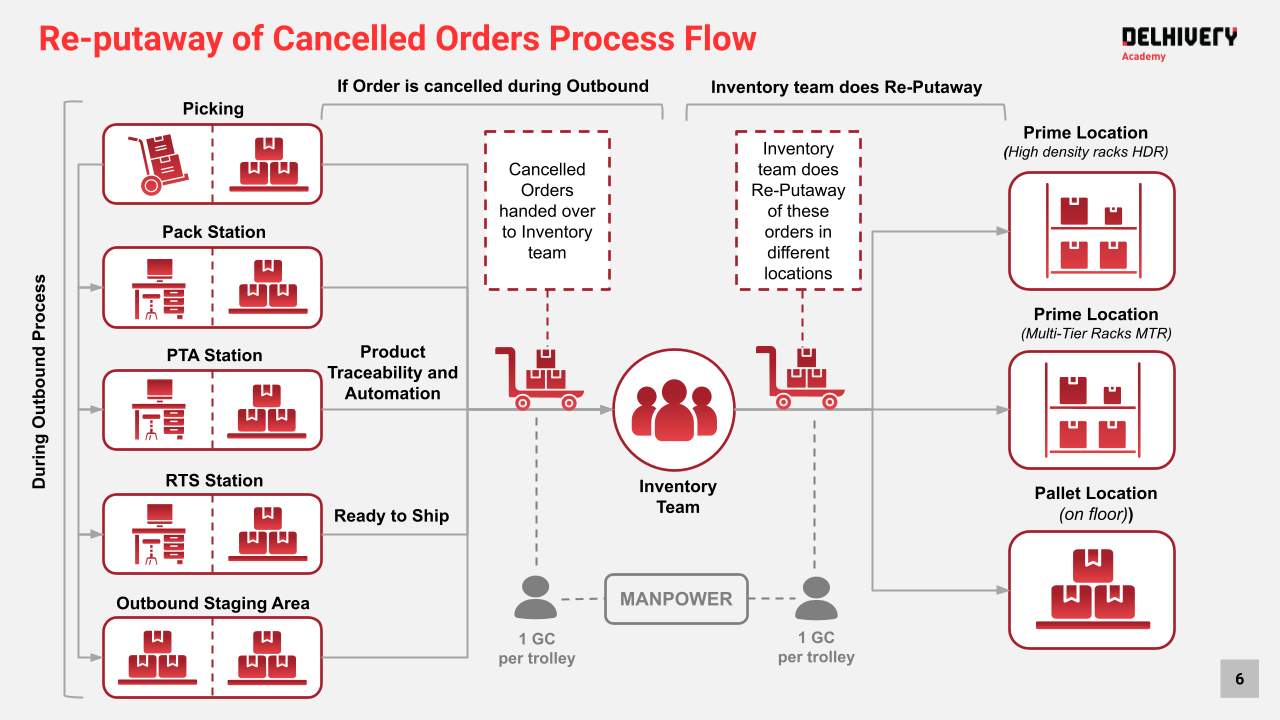 Re-putaway of Cancelled Orders Process Flow
DELHIVERY
Academy
If Order is cancelled during Outbound
Inventory team does Re-Putaway
During Outbound Process
Picking
Pack Station
PTA Station
Product
Traceability and
Automation
RTS Station
Ready to Ship
Outbound Staging Area
Cancelled
Orders
handed over
to Inventory
team
Inventory
team does
Re-Putaway
of these
orders in
different
locations
Inventory
Team
MANPOWER
1 GC
per trolley
1 GC
per trolley
Prime Location
(High density racks HDR)
Prime Location
(Multi-Tier Racks MTR)
Pallet Location
(on floor))
6